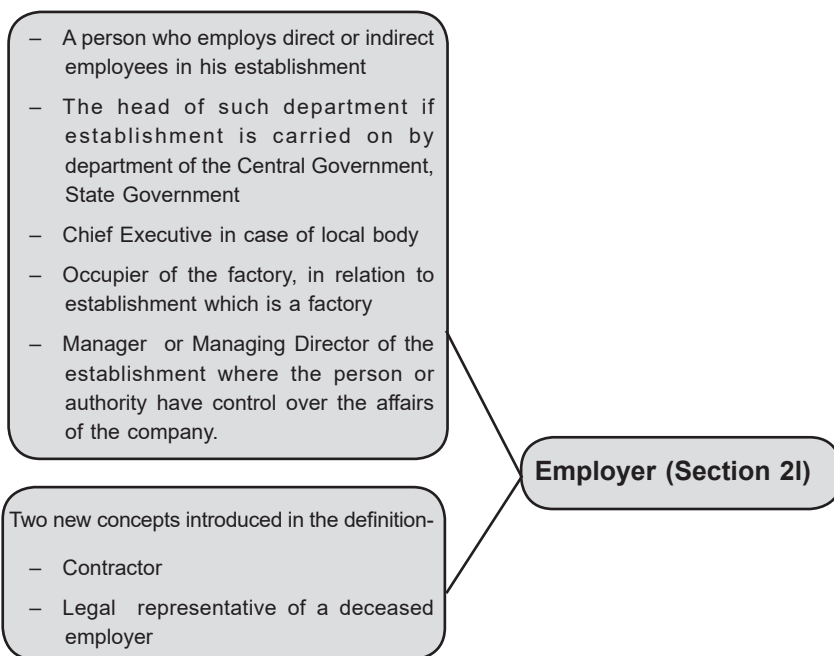 – A person who employs direct or indirect
employees in his establishment
– The head of such department if
establishment is carried on by
department of the Central Government,
State Government
– Chief Executive in case of local body
– Occupier of the factory, in relation to
establishment which is a factory
– Manager or Managing Director of the
establishment where the person or
authority have control over the affairs
of the company.
Employer (Section 2l)
Two new concepts introduced in the definition-
– Contractor
– Legal representative of a deceased
employer